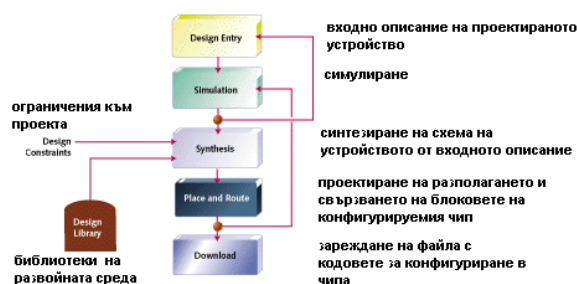 Design Entry
входно описание на проектираното
устройство
Simulation
симулиране
ограничения към
проекта
Design
Constraints
Synthesis
синтезиране на схема на
устройството от входното описание
Place and Route
проектиране на разполагането и
свързването на блоковете на
конфигурируемия чип
Design
Library
библиотеки на
развойната среда
Download
зареждане на файла с
кодовете за конфигуриране в
чипа